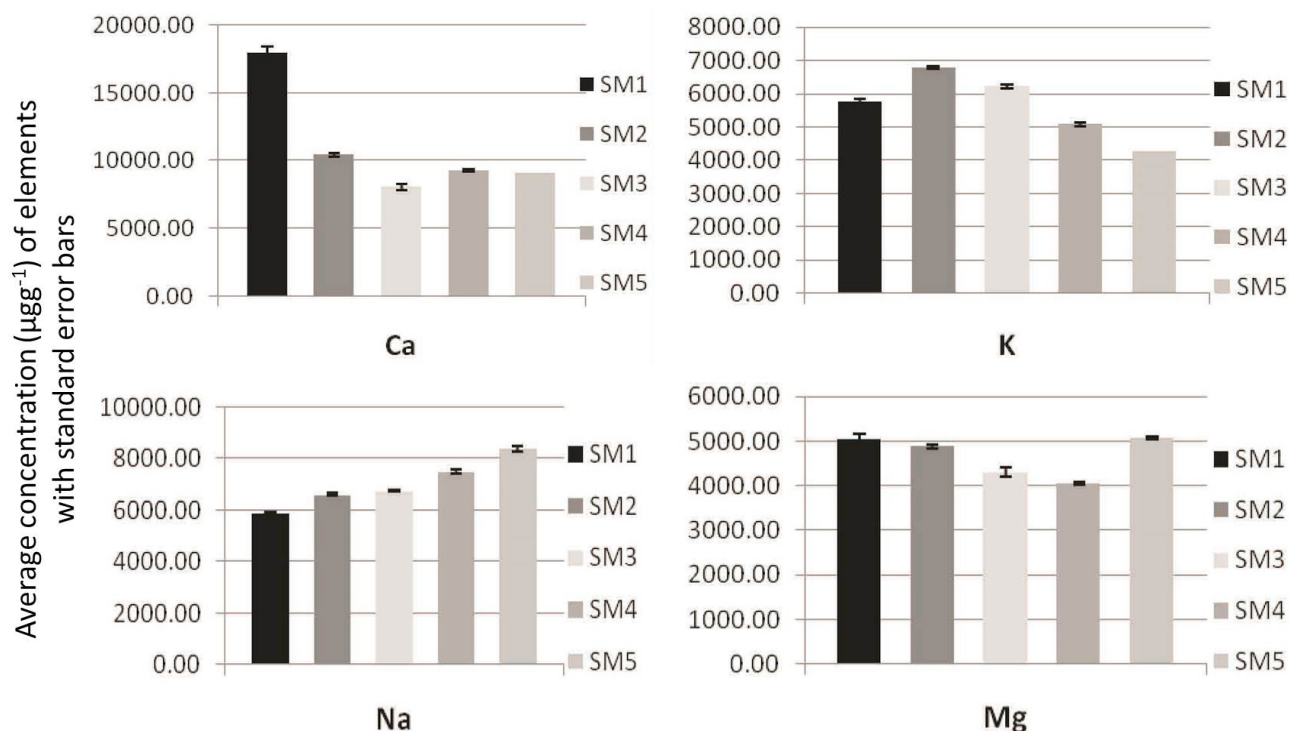 Average concentration (µgg⁻¹) of elements
with standard error bars
20000.00
15000.00
10000.00
5000.00
0.00
SM1
SM2
SM3
SM4
SM5
Ca
8000.00
7000.00
6000.00
5000.00
4000.00
3000.00
2000.00
1000.00
0.00
SM1
SM2
SM3
SM4
SM5
K
10000.00
8000.00
6000.00
4000.00
2000.00
0.00
SM1
SM2
SM3
SM4
SM5
Na
6000.00
5000.00
4000.00
3000.00
2000.00
1000.00
0.00
SM1
SM2
SM3
SM4
SM5
Mg